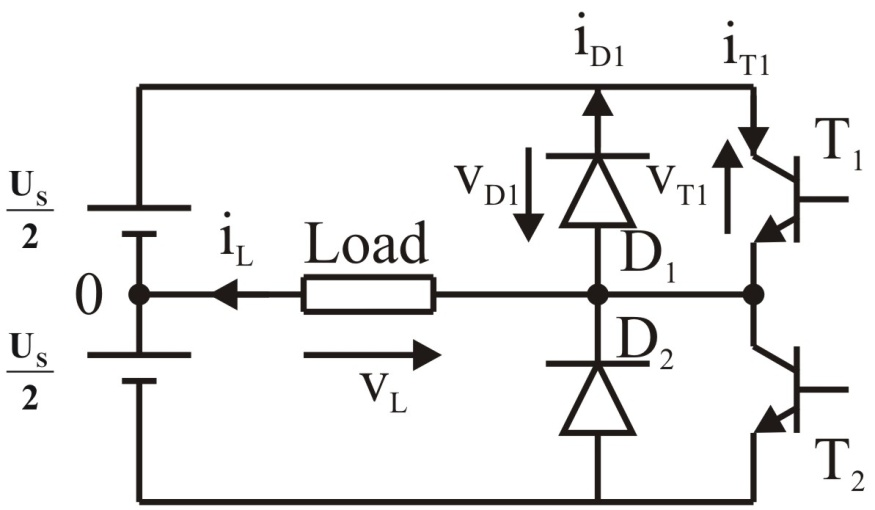 i_D1 i_T1
T_1
U_s/2
v_D1 v_T1
i_L Load D_1
0
U_s/2
D_2
v_L
T_2